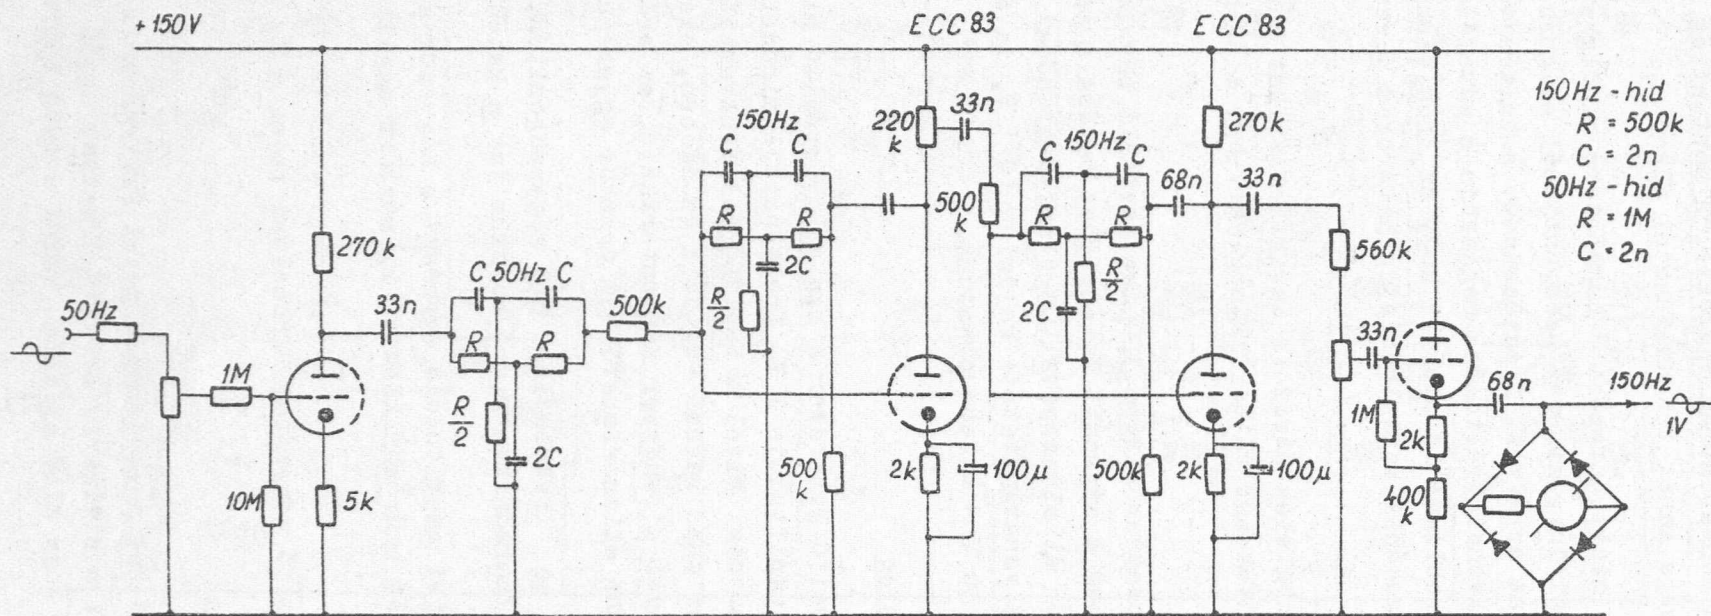 +150V
ECC 83
ECC 83
150Hz - hid
R = 500k
C = 2n
50Hz - hid
R = 1M
C = 2n
270k
50Hz
1M
10M
5k
33n
C 50Hz C
R
R
R
2
2C
500k
150Hz
C
C
R
R
2C
R
2
500
k
220
k
33n
500
k
2k
100μ
150Hz
C
C
R
R
2C
R
2
68n
33n
270k
500k
2k
100μ
560k
33n
1M
2k
400
k
68n
150Hz
1V